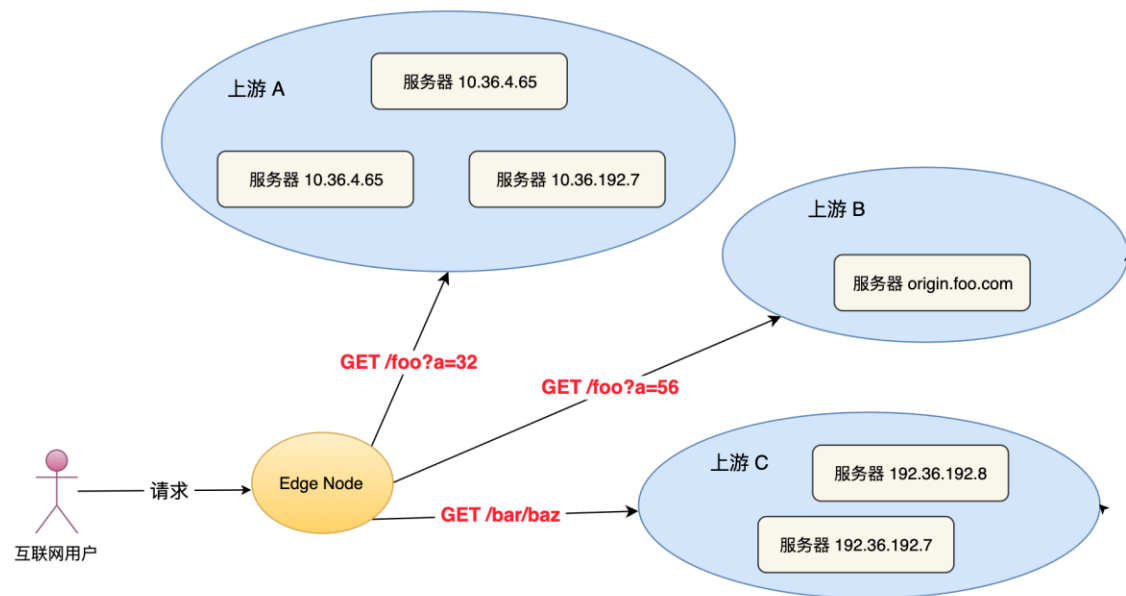 上游 A
服务器 10.36.4.65
服务器 10.36.4.65
服务器 10.36.192.7
上游 B
服务器 origin.foo.com
GET /foo?a=32
GET /foo?a=56
上游 C
服务器 192.36.192.8
请求
Edge Node
GET /bar/baz
服务器 192.36.192.7
互联网用户